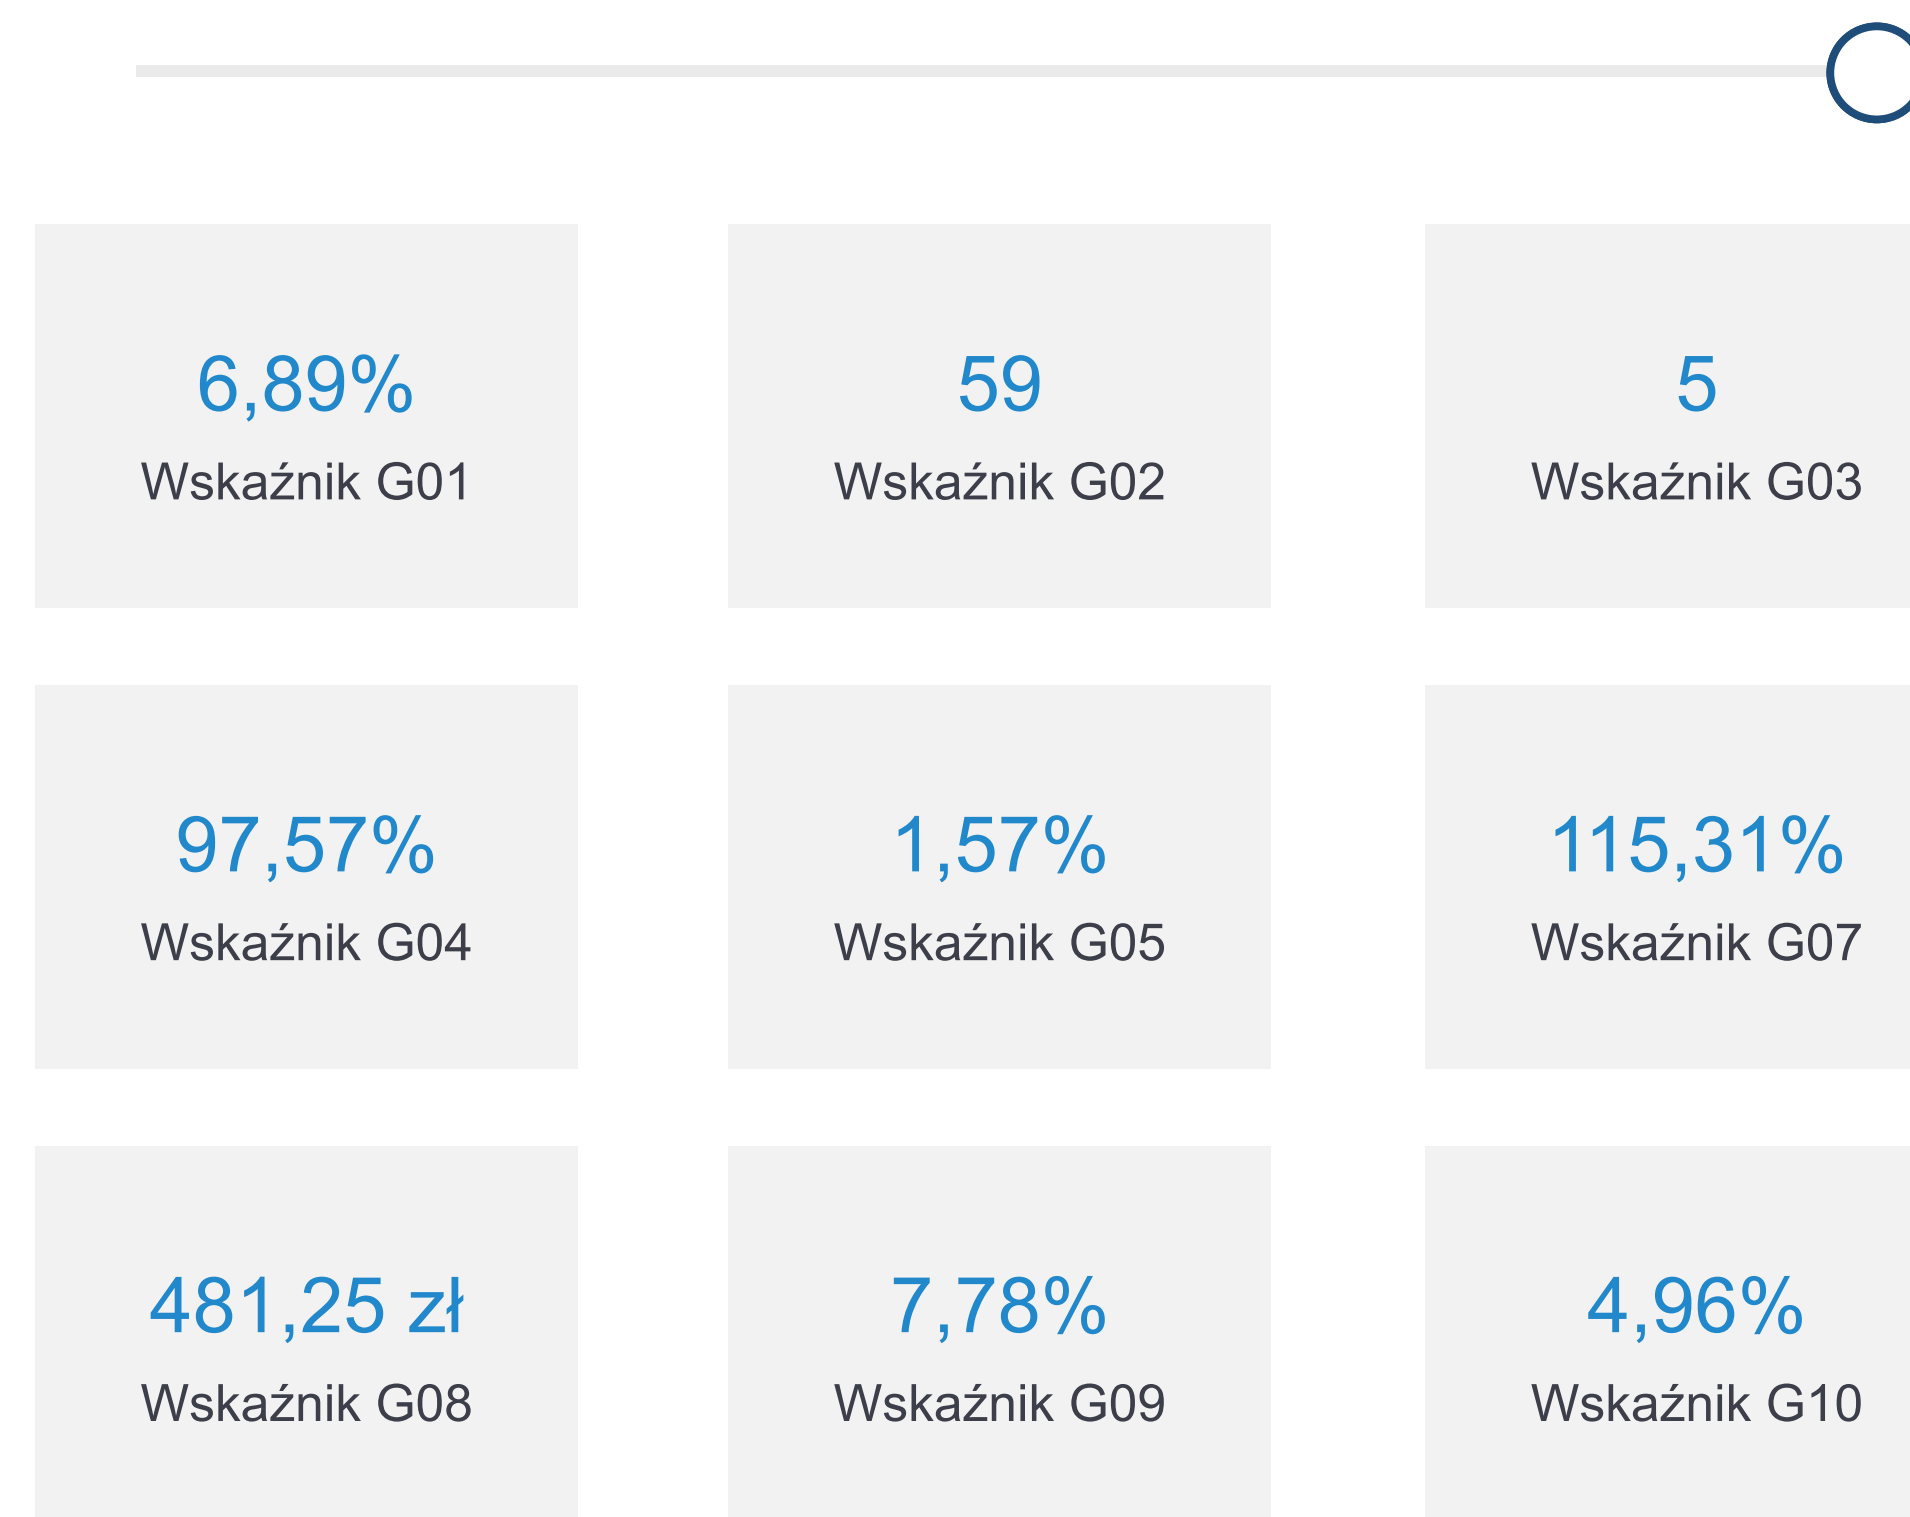 6,89%
Wskaźnik G01
59
Wskaźnik G02
5
Wskaźnik G03
97,57%
Wskaźnik G04
1,57%
Wskaźnik G05
115,31%
Wskaźnik G07
481,25 zł
Wskaźnik G08
7,78%
Wskaźnik G09
4,96%
Wskaźnik G10